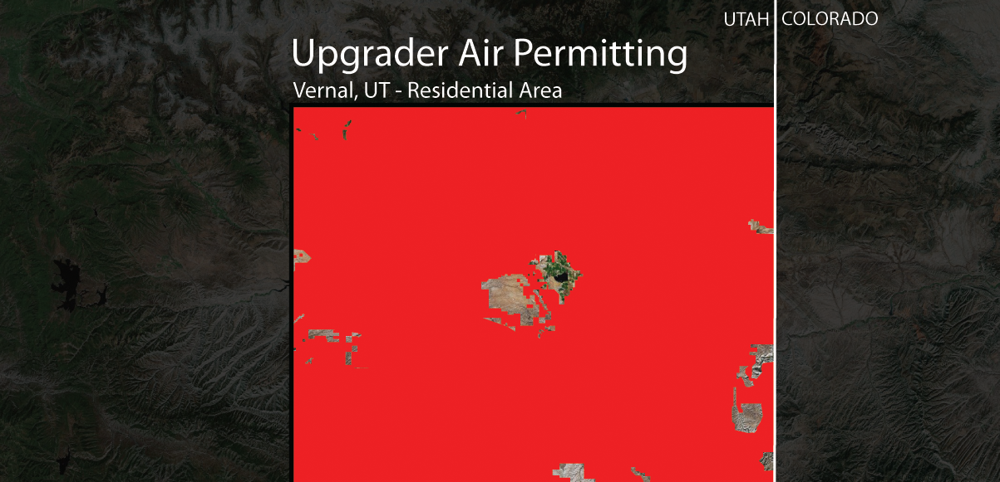 UTAH COLORADO
Upgrader Air Permitting
Vernal, UT - Residential Area